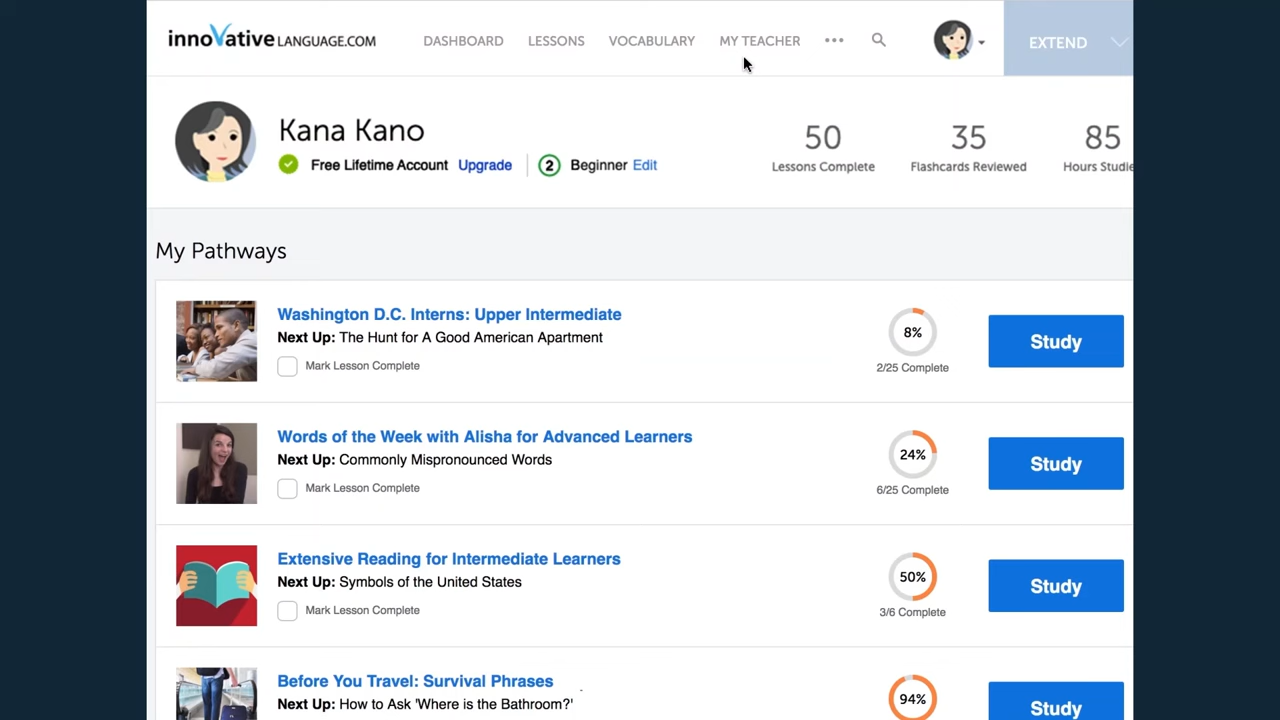 innoVative LANGUAGE.COM DASHBOARD LESSONS VOCABULARY MY TEACHER ••• EXTEND
Kana Kano
Free Lifetime Account Upgrade 2 Beginner Edit
50 35 85
Lessons Complete Flashcards Reviewed Hours Studie
My Pathways
Washington D.C. Interns: Upper Intermediate
Next Up: The Hunt for A Good American Apartment
Mark Lesson Complete
8%
2/25 Complete
Study
Words of the Week with Alisha for Advanced Learners
Next Up: Commonly Mispronounced Words
Mark Lesson Complete
24%
6/25 Complete
Study
Extensive Reading for Intermediate Learners
Next Up: Symbols of the United States
Mark Lesson Complete
50%
3/6 Complete
Study
Before You Travel: Survival Phrases
Next Up: How to Ask 'Where is the Bathroom?'
94%
Study